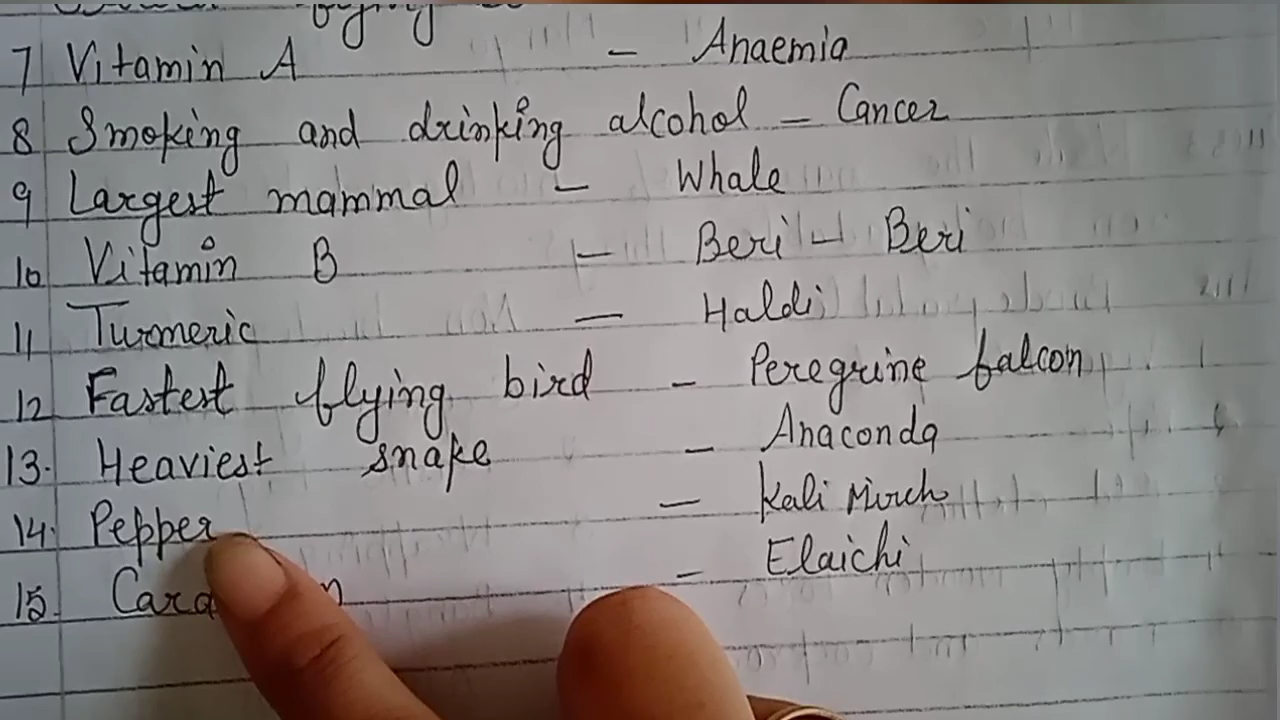 7 Vitamin A - Anaemia
8 Smoking and drinking alcohol - Cancer
9 Largest mammal - Whale
10 Vitamin B - Beri - Beri
11 Turmeric - Haldi
12 Fastest flying bird - Peregrine falcon
13. Heaviest snake - Anaconda
14. Pepper - Kali Mirch
15. - Elaichi